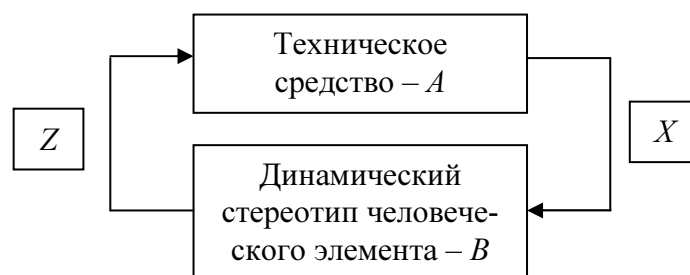 Техническое
средство – A
Z
X
Динамический
стереотип человече-
ского элемента – B